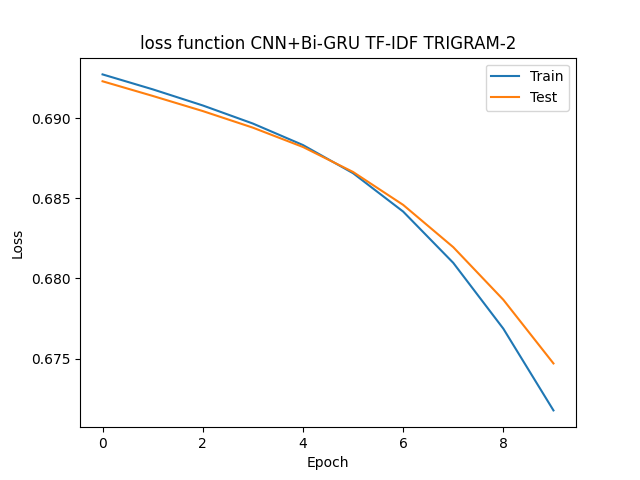 loss function CNN+Bi-GRU TF-IDF TRIGRAM-2
Train
Test
0.690
0.685
0.680
0.675
Loss
0 2 4 6 8
Epoch